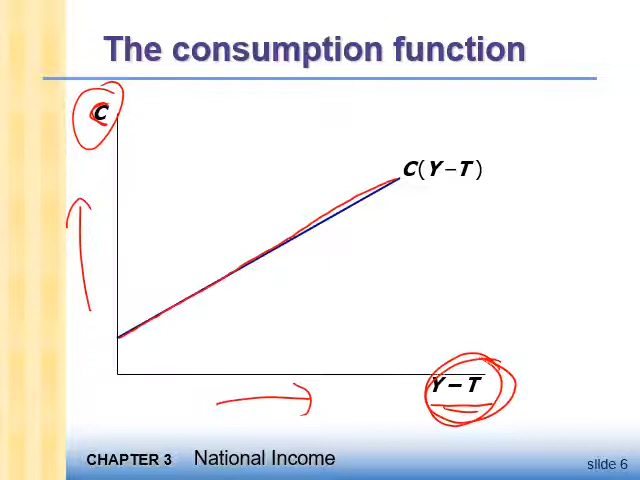 The consumption function
C
C(Y – T)
Y – T
CHAPTER 3 National Income
slide 6